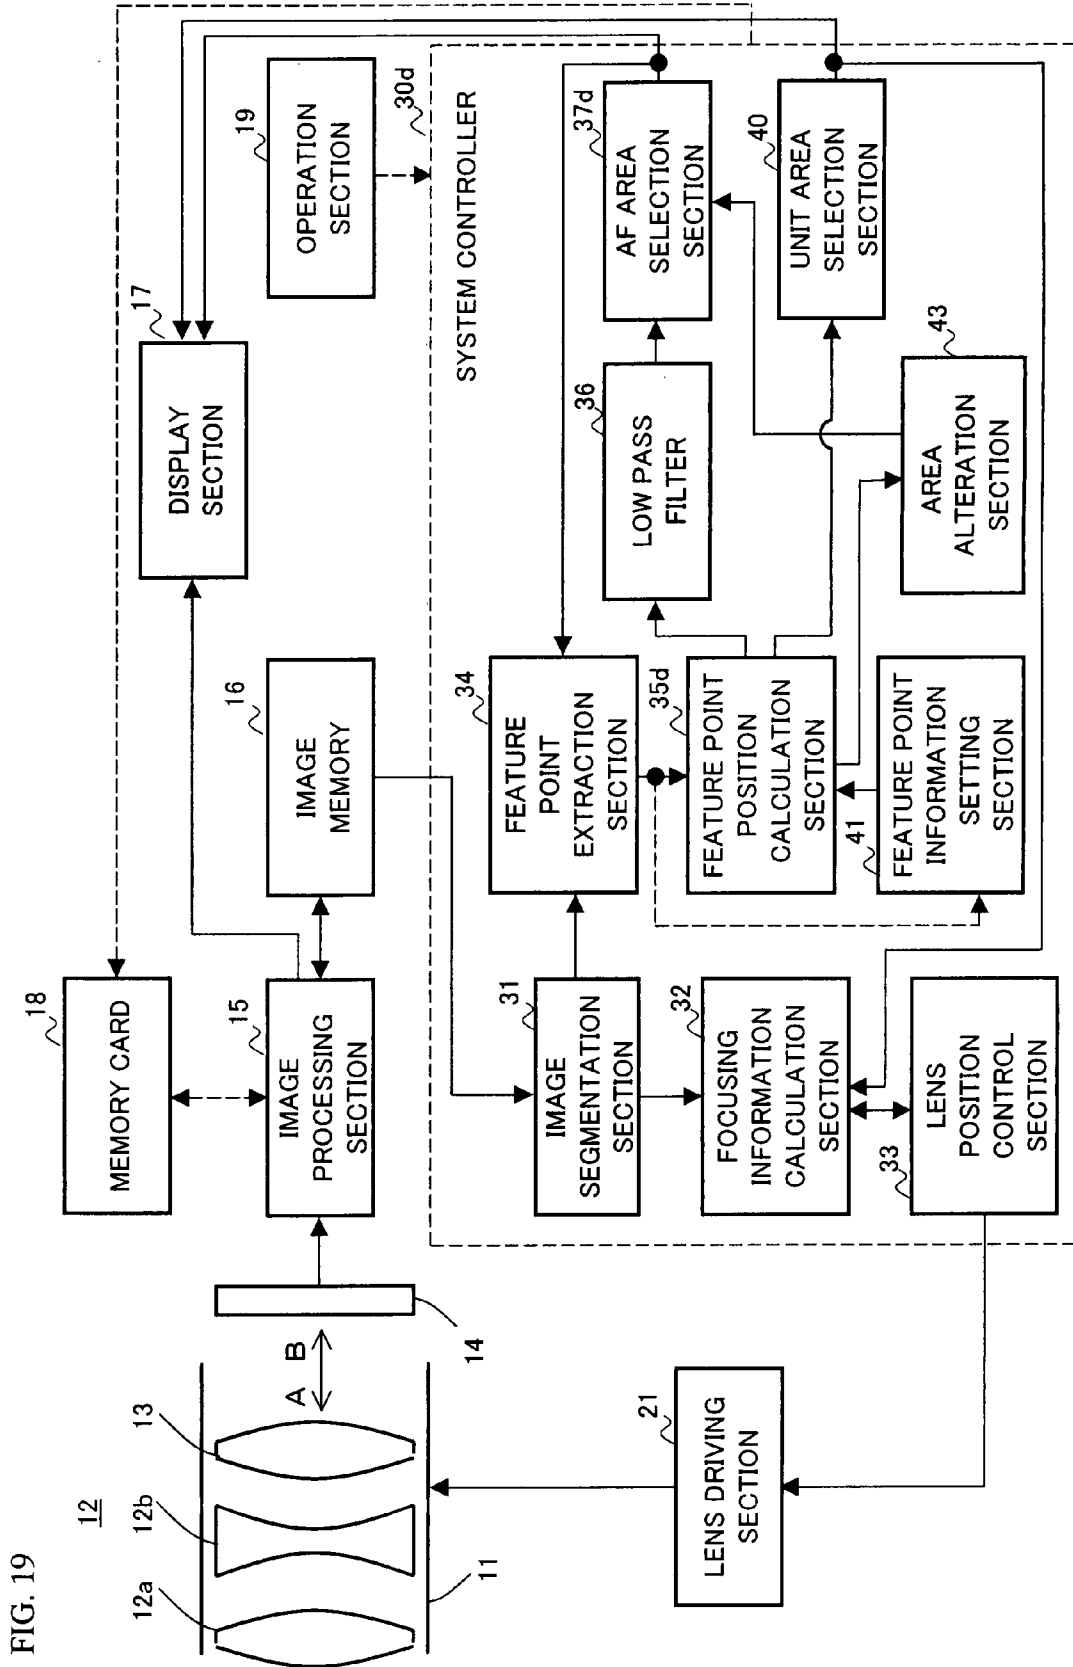 FIG. 19
12
12a
12b
13
A
B
11
14
18
MEMORY CARD
15
IMAGE
PROCESSING
SECTION
16
IMAGE
MEMORY
17
DISPLAY
SECTION
19
OPERATION
SECTION
30d
SYSTEM CONTROLLER
21
LENS DRIVING
SECTION
31
IMAGE
SEGMENTATION
SECTION
32
FOCUSING
INFORMATION
CALCULATION
SECTION
33
LENS
POSITION
CONTROL
SECTION
34
FEATURE
POINT
EXTRACTION
SECTION
35d
FEATURE POINT
POSITION
CALCULATION
SECTION
41
FEATURE POINT
INFORMATION
SETTING
SECTION
36
LOW PASS
FILTER
37d
AF AREA
SELECTION
SECTION
40
UNIT AREA
SELECTION
SECTION
43
AREA
ALTERATION
SECTION